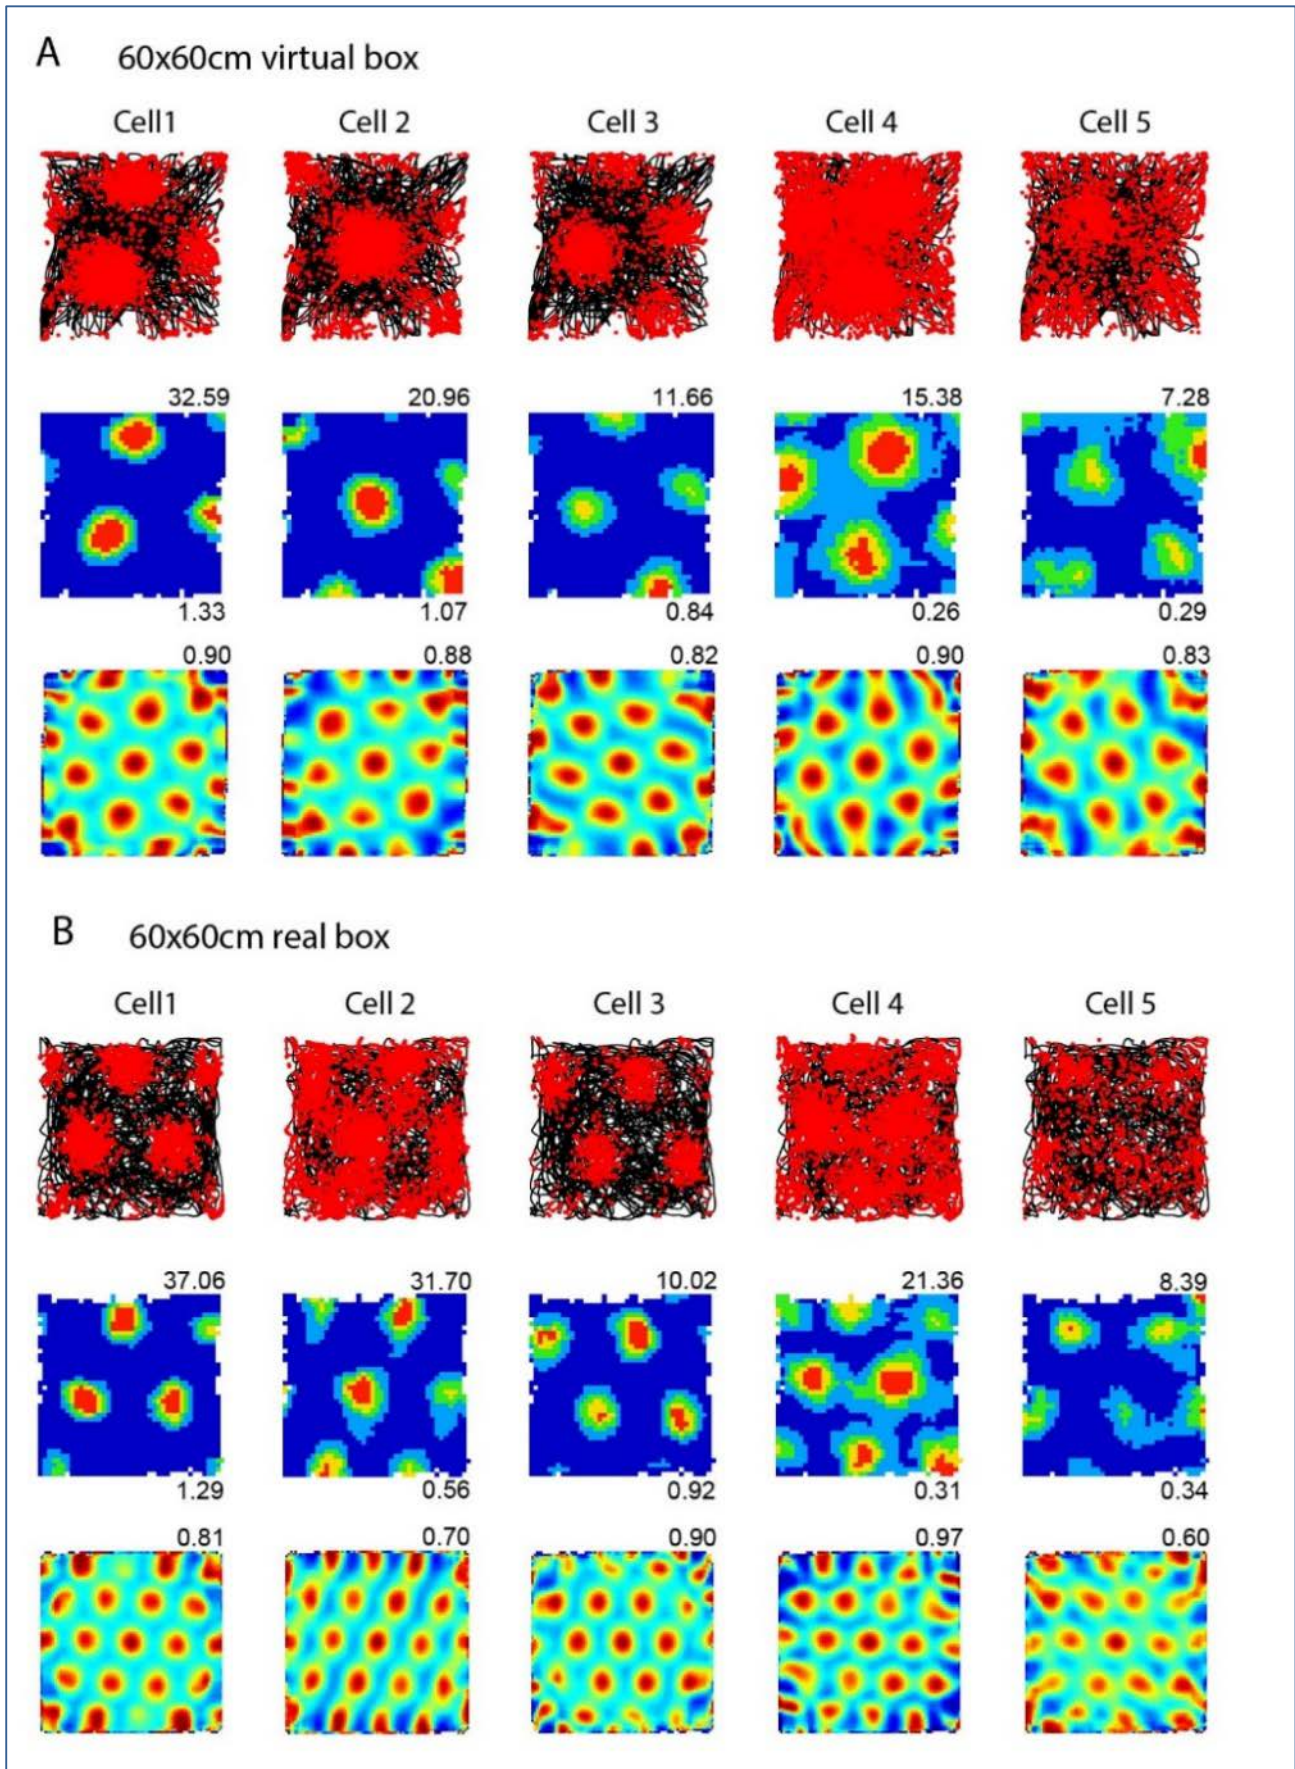 A 60x60cm virtual box
Cell1 Cell 2 Cell 3 Cell 4 Cell 5
32.59 20.96 11.66 15.38 7.28
1.33 1.07 0.84 0.26 0.29
0.90 0.88 0.82 0.90 0.83
B 60x60cm real box
Cell1 Cell 2 Cell 3 Cell 4 Cell 5
37.06 31.70 10.02 21.36 8.39
1.29 0.56 0.92 0.31 0.34
0.81 0.70 0.90 0.97 0.60